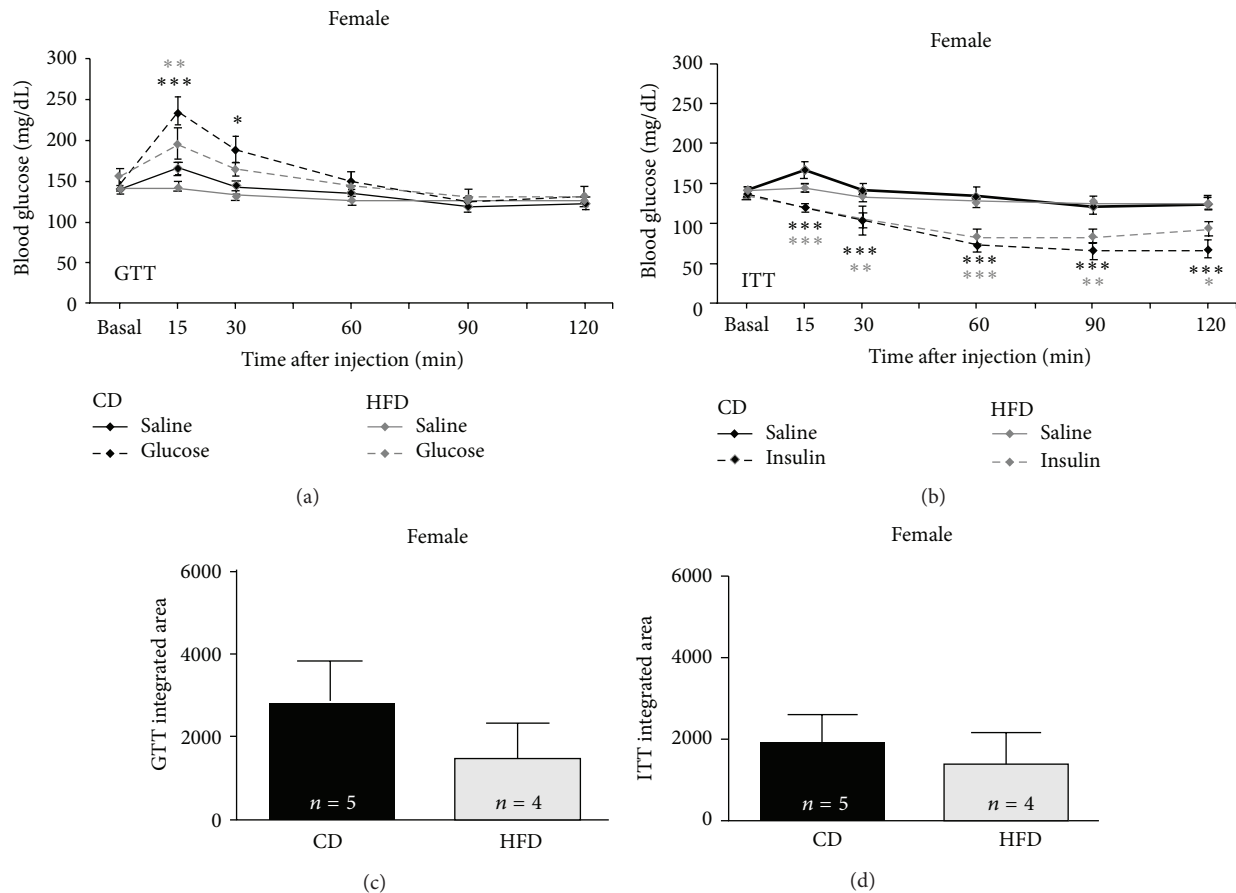 Female
300
250
200
150
100
50
0
Blood glucose (mg/dL)
**
***
*
GTT
Basal 15 30 60 90 120
Time after injection (min)
CD HFD
Saline Saline
Glucose Glucose
(a)
Female
300
250
200
150
100
50
0
Blood glucose (mg/dL)
*** *** *** *** ***
*** ** *** ** *
ITT
Basal 15 30 60 90 120
Time after injection (min)
CD HFD
Saline Saline
Insulin Insulin
(b)
Female
6000
4000
2000
0
GTT integrated area
n = 5 n = 4
CD HFD
(c)
Female
6000
4000
2000
0
ITT integrated area
n = 5 n = 4
CD HFD
(d)